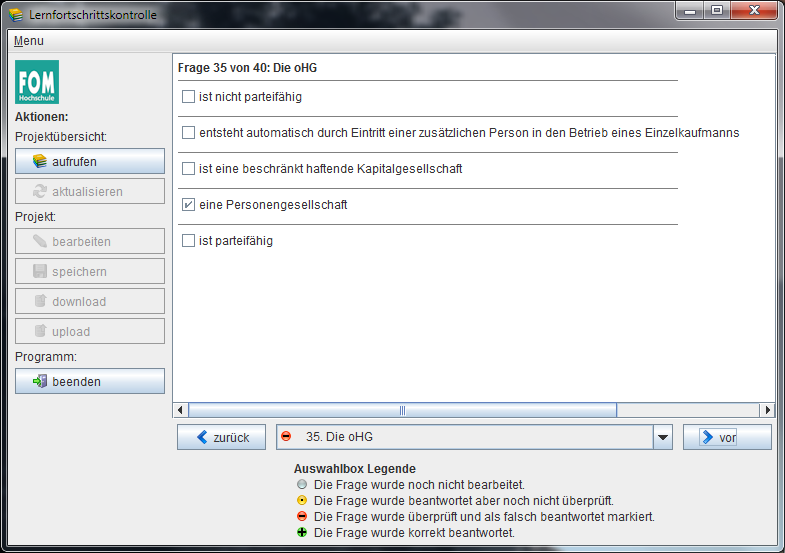 Lernfortschrittskontrolle
Menu
FOM
Hochschule
Aktionen:
Projektübersicht:
aufrufen
aktualisieren
Projekt:
bearbeiten
speichern
download
upload
Programm:
beenden
Frage 35 von 40: Die oHG
ist nicht parteifähig
entsteht automatisch durch Eintritt einer zusätzlichen Person in den Betrieb eines Einzelkaufmanns
ist eine beschränkt haftende Kapitalgesellschaft
eine Personengesellschaft
ist parteifähig
zurück
35. Die oHG
vor
Auswahlbox Legende
Die Frage wurde noch nicht bearbeitet.
Die Frage wurde beantwortet aber noch nicht überprüft.
Die Frage wurde überprüft und als falsch beantwortet markiert.
Die Frage wurde korrekt beantwortet.